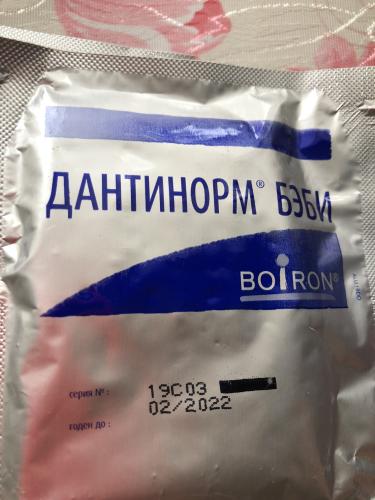 ДАНТИНОРМ® БЭБИ
BOIRON®
серия № : 19C03
02/2022
годен до :